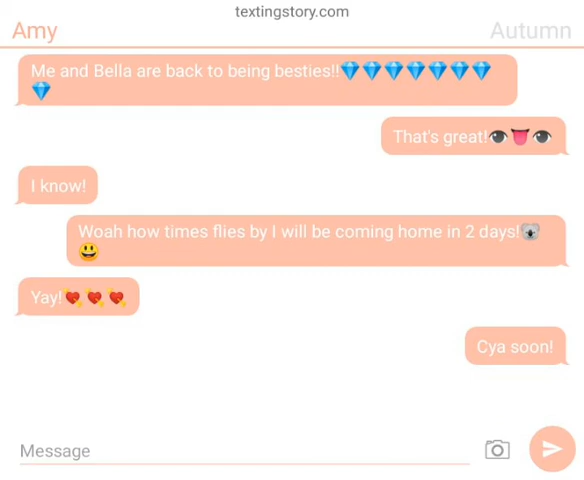 textingstory.com
Amy
Autumn
Me and Bella are back to being besties!!💎💎💎💎💎💎💎
💎
That's great!👁👅👁
I know!
Woah how times flies by I will be coming home in 2 days!🐨
😃
Yay!💘💘💘
Cya soon!
Message